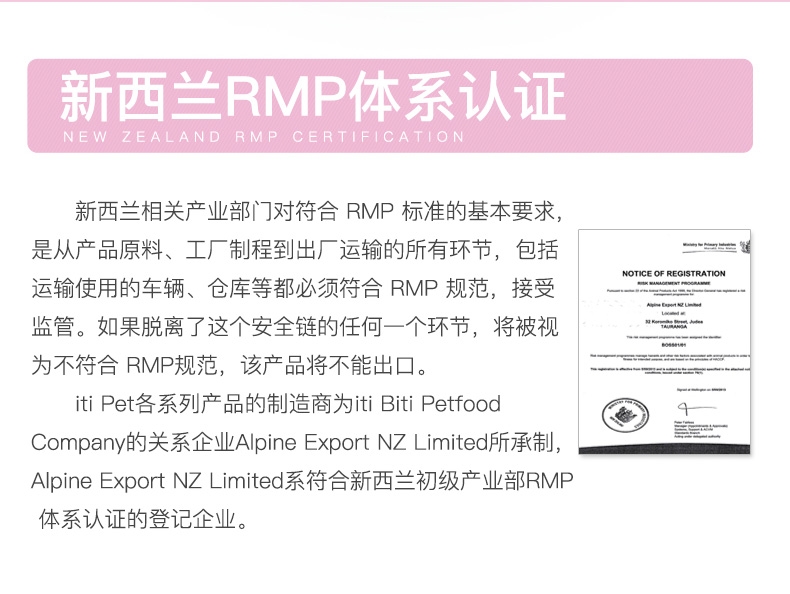 新西兰RMP体系认证
NEW ZEALAND RMP CERTIFICATION
新西兰相关产业部门对符合 RMP 标准的基本要求，
是从产品原料、工厂制程到出厂运输的所有环节，包括
运输使用的车辆、仓库等都必须符合 RMP 规范，接受
监管。如果脱离了这个安全链的任何一个环节，将被视
为不符合 RMP规范，该产品将不能出口。
iti Pet各系列产品的制造商为iti Biti Petfood
Company的关系企业Alpine Export NZ Limited所承制，
Alpine Export NZ Limited系符合新西兰初级产业部RMP
体系认证的登记企业。
Ministry for Primary Industries
NOTICE OF REGISTRATION
RISK MANAGEMENT PROGRAMME
Alpine Export NZ Limited
Located at
32 Koromiko Street, Judea
TAURANGA
This risk management programme has been assigned the identifier